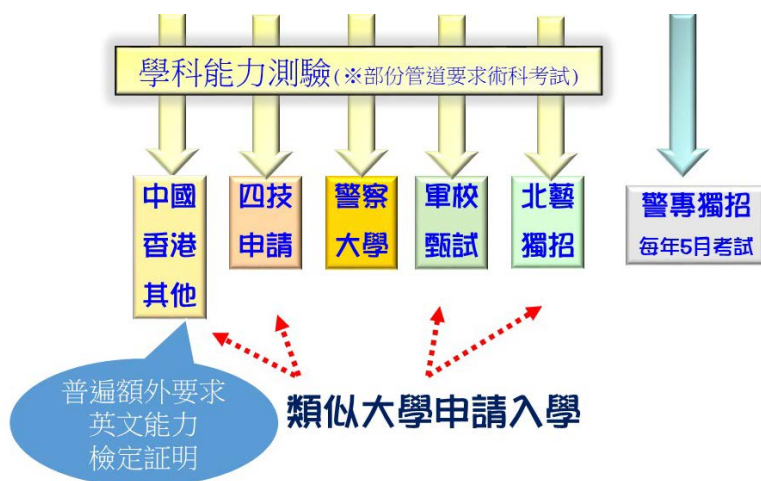 學科能力測驗(※部份管道要求術科考試)
中國
香港
其他
四技
申請
警察
大學
軍校
甄試
北藝
獨招
警專獨招
每年5月考試
類似大學申請入學
普遍額外要求
英文能力
檢定証明